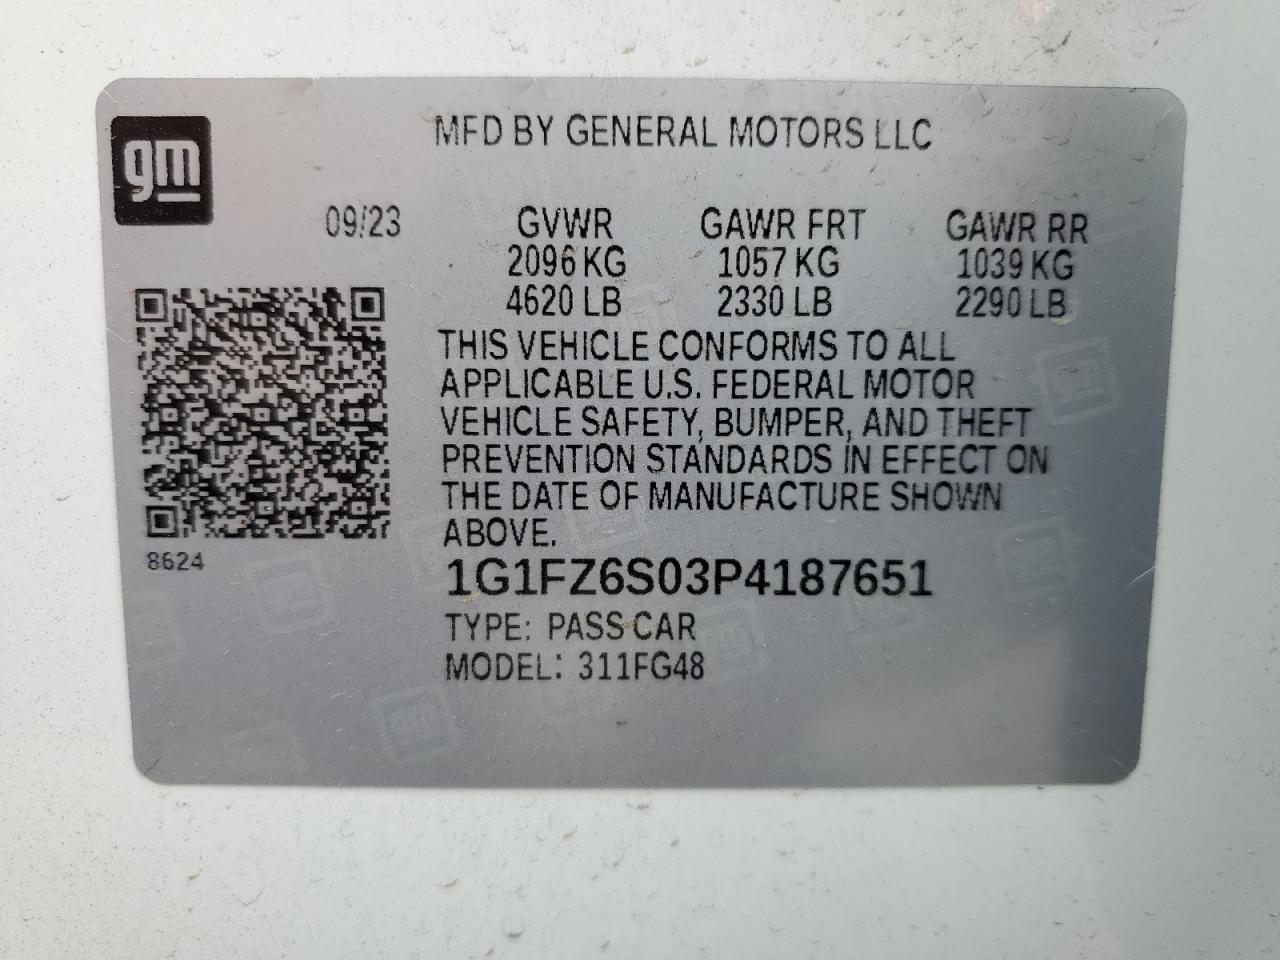 gm
MFD BY GENERAL MOTORS LLC
09/23 GVWR GAWR FRT GAWR RR
2096 KG 1057 KG 1039 KG
4620 LB 2330 LB 2290 LB
THIS VEHICLE CONFORMS TO ALL
APPLICABLE U.S. FEDERAL MOTOR
VEHICLE SAFETY, BUMPER, AND THEFT
PREVENTION STANDARDS IN EFFECT ON
THE DATE OF MANUFACTURE SHOWN
ABOVE.
8624
1G1FZ6S03P4187651
TYPE: PASS CAR
MODEL: 311FG48